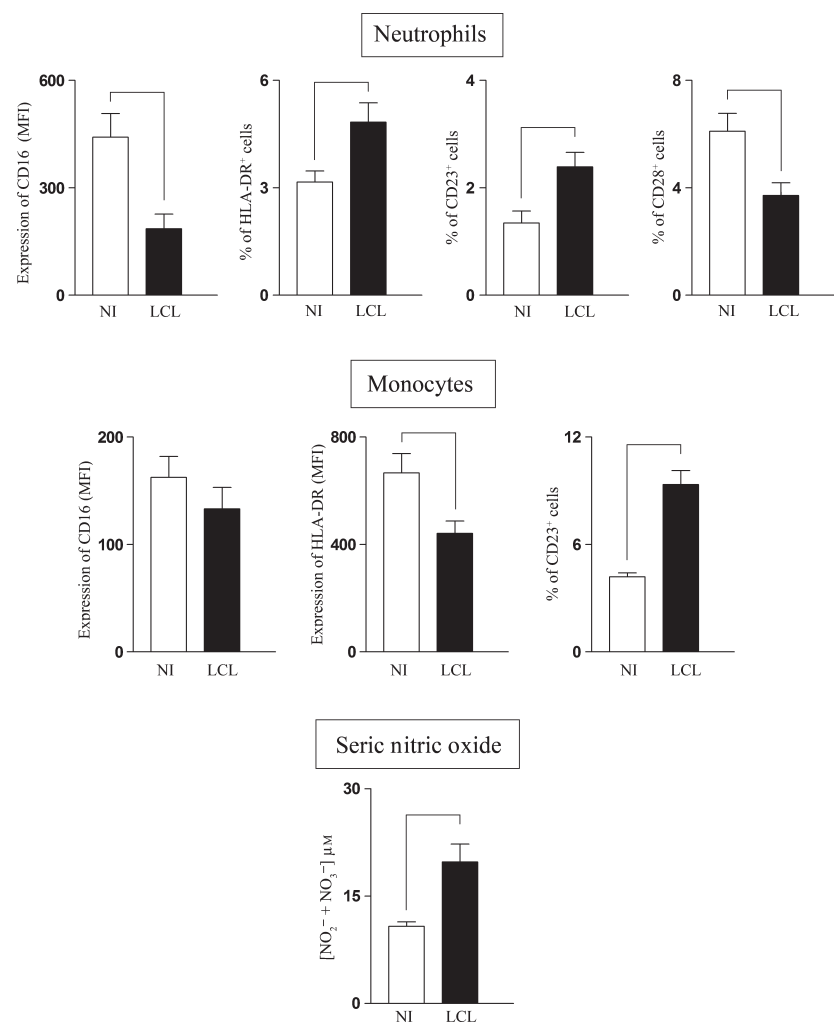 Neutrophils
Expression of CD16 (MFI)
600
300
0
NI LCL
% of HLA-DR⁺ cells
6
3
0
NI LCL
% of CD23⁺ cells
4
2
0
NI LCL
% of CD28⁺ cells
8
4
0
NI LCL
Monocytes
Expression of CD16 (MFI)
200
100
0
NI LCL
Expression of HLA-DR (MFI)
800
400
0
NI LCL
% of CD23⁺ cells
12
6
0
NI LCL
Seric nitric oxide
[NO₂⁻ + NO₃⁻] μM
30
15
0
NI LCL